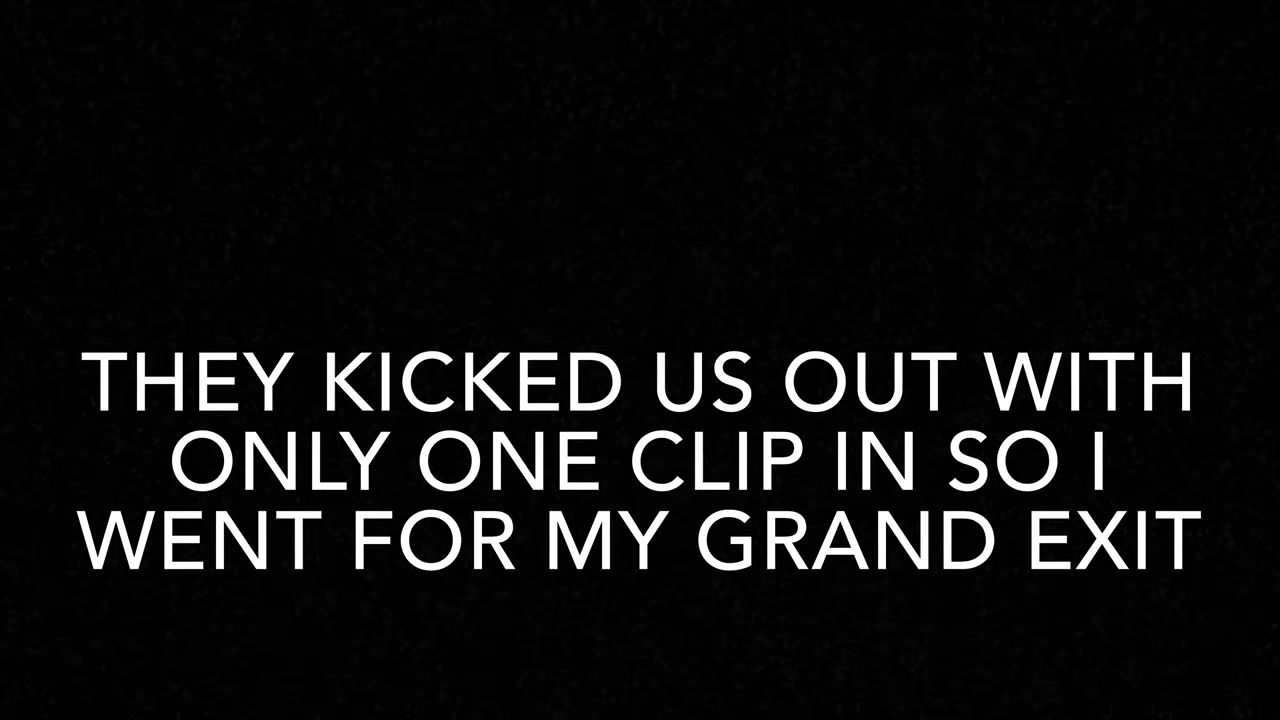 THEY KICKED US OUT WITH
ONLY ONE CLIP IN SO I
WENT FOR MY GRAND EXIT